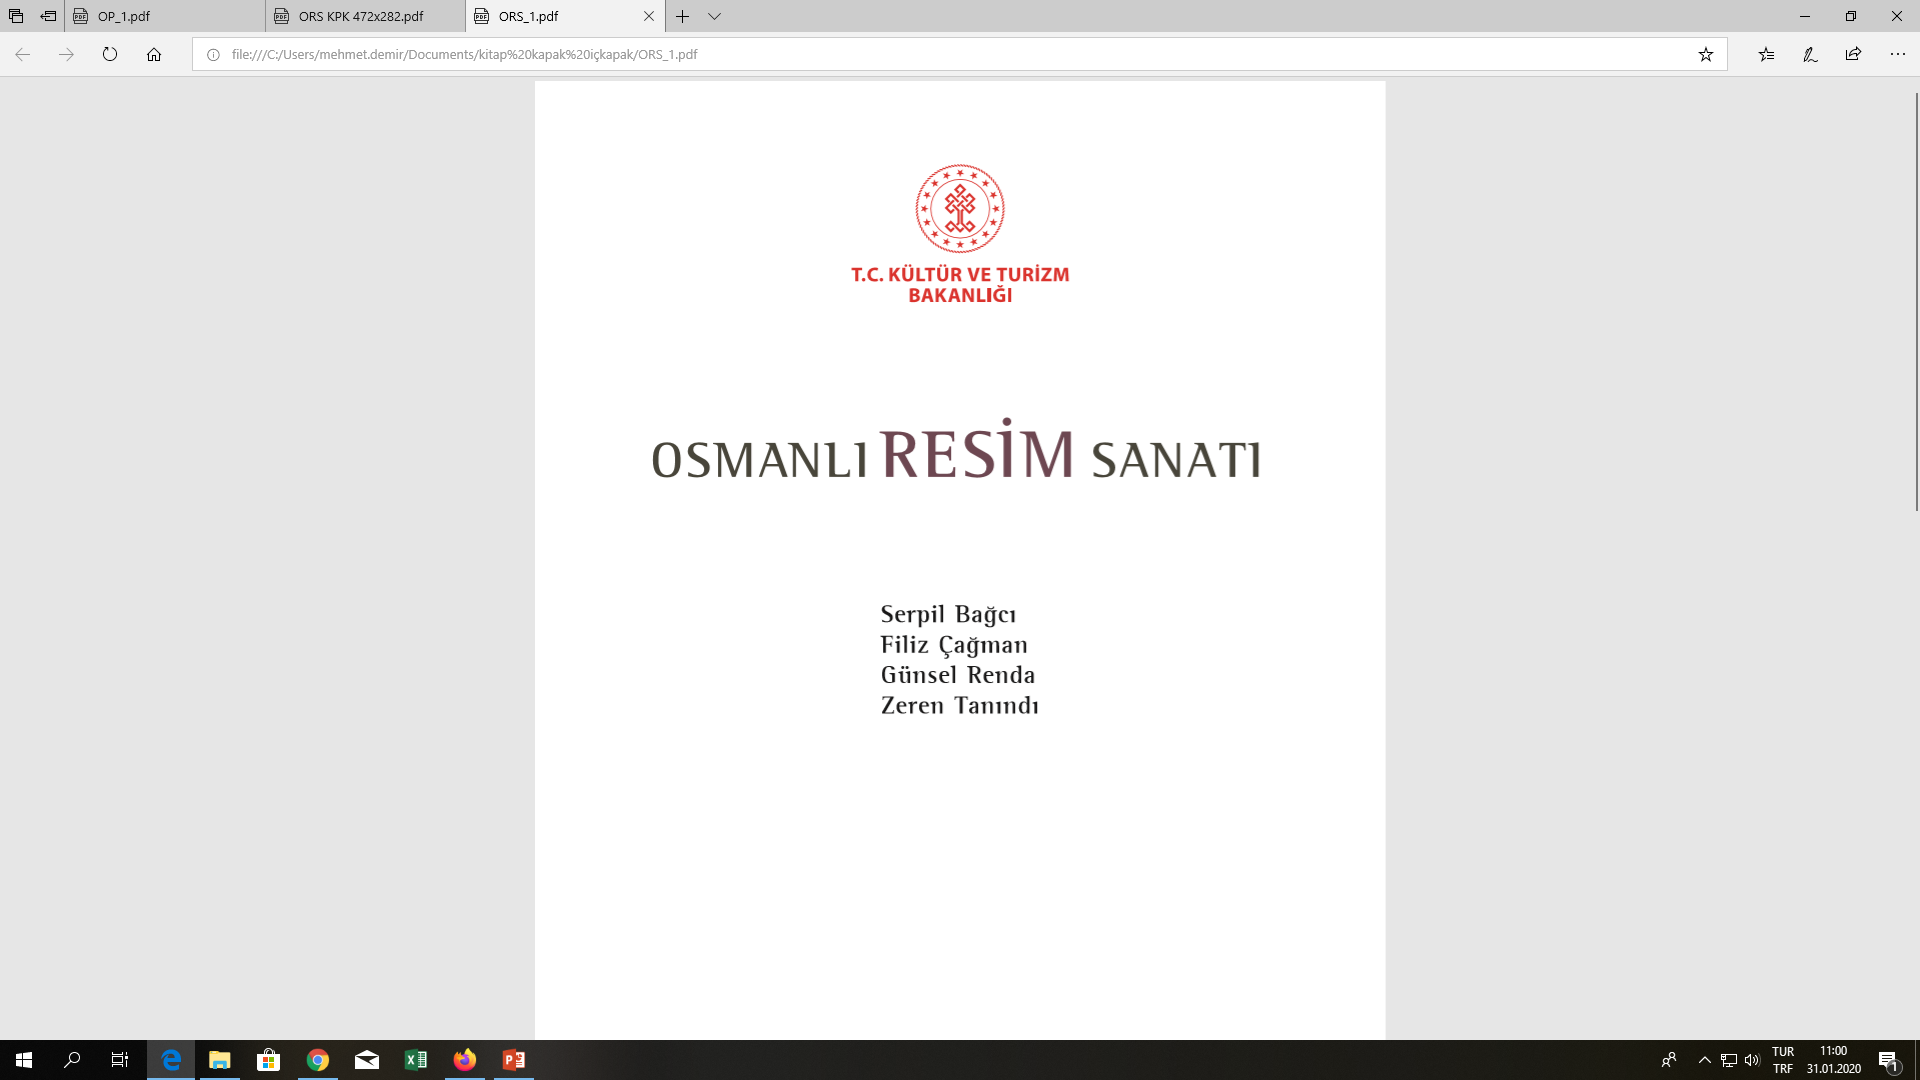 OP_1.pdf
ORS KPK 472x282.pdf
ORS_1.pdf
file:///C:/Users/mehmet.demir/Documents/kitap%20kapak%20içkapak/ORS_1.pdf
T.C. KÜLTÜR VE TURİZM
BAKANLIĞI
OSMANLI RESİM SANATI
Serpil Bağcı
Filiz Çağman
Günsel Renda
Zeren Tanındı
TUR
TRF
11:00
31.01.2020
1